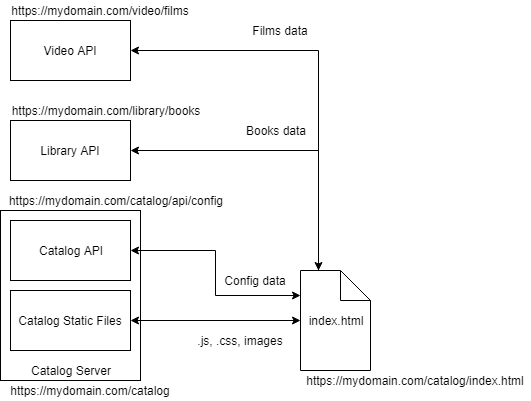 https://mydomain.com/video/films
Films data
Video API
https://mydomain.com/library/books
Books data
Library API
https://mydomain.com/catalog/api/config
Catalog API
Config data
Catalog Static Files
index.html
.js, .css, images
Catalog Server
https://mydomain.com/catalog/index.html
https://mydomain.com/catalog